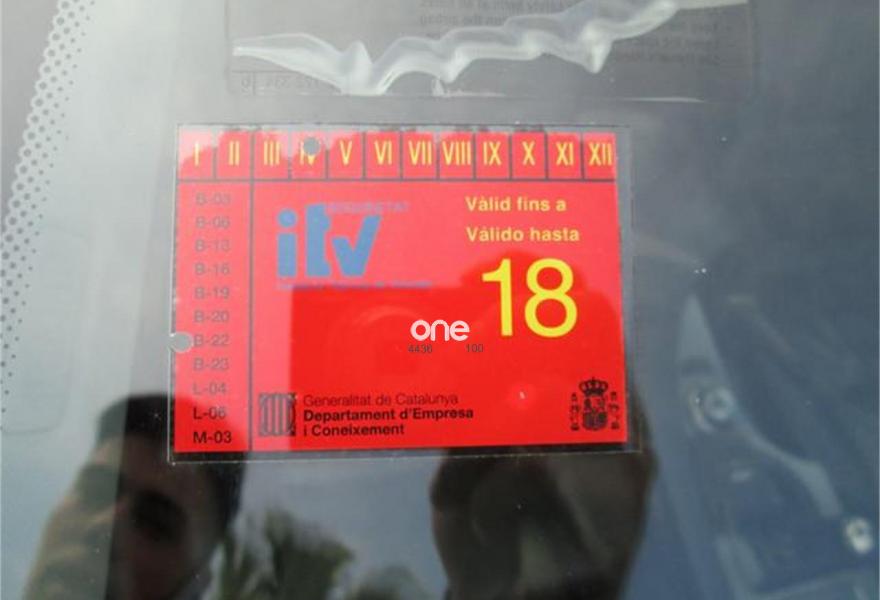 I II III IV V VI VII VIII IX X XI XII
B-03
B-06
B-13
B-16
B-19
B-20
B-22
B-23
L-04
L-06
M-03
SEGURETAT
itv
Vàlid fins a
Válido hasta
18
one
4436 100
Generalitat de Catalunya
Departament d'Empresa
i Coneixement